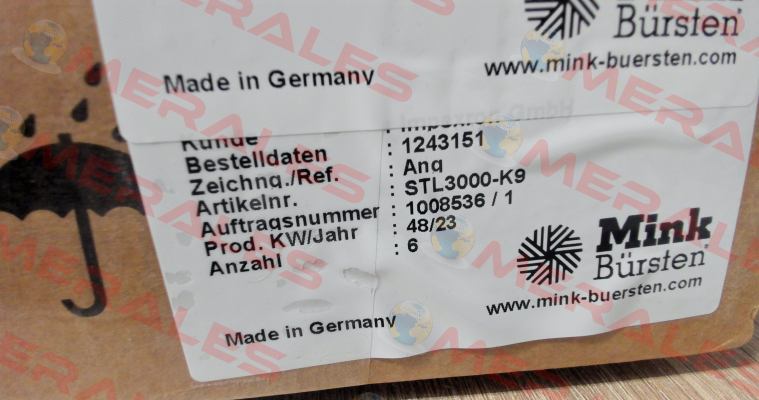 Bürsten
www.mink-buersten.com
Made in Germany
Kunde :
Bestelldaten : 1243151
Zeichng./Ref. : Ang
Artikelnr. : STL3000-K9
Auftragsnummer : 1008536 / 1
Prod. KW/Jahr : 48/23
Anzahl : 6
Mink
Bürsten
www.mink-buersten.com
Made in Germany
MERALES